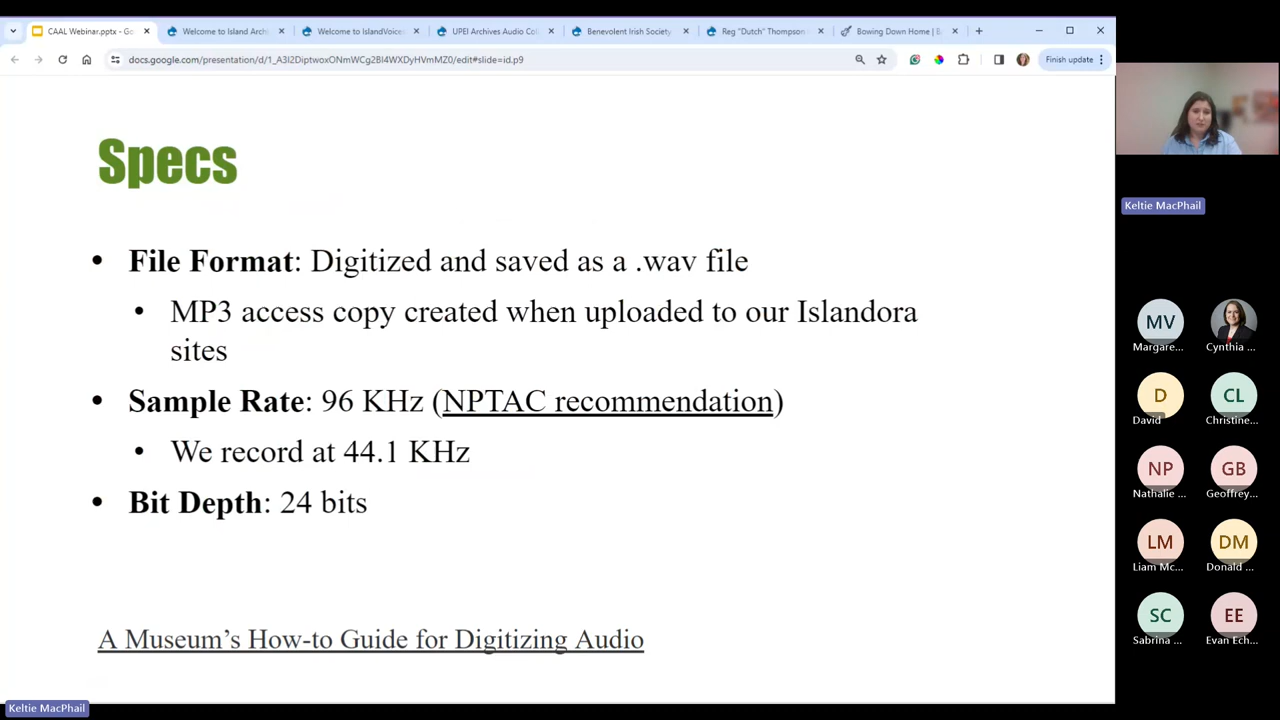 CAAL Webinar.pptx - Go
Welcome to Island Arch
Welcome to IslandVoices
UPEI Archives Audio Col
Benevolent Irish Society
Reg "Dutch" Thompson
Bowing Down Home | B
docs.google.com/presentation/d/1_A3I2DiptwoxONmWCg2BI4WXDyHVmMZ0/edit#slide=id.p9
Finish update
Specs
• File Format: Digitized and saved as a .wav file
• MP3 access copy created when uploaded to our Islandora
sites
• Sample Rate: 96 KHz (NPTAC recommendation)
• We record at 44.1 KHz
• Bit Depth: 24 bits
A Museum's How-to Guide for Digitizing Audio
Keltie MacPhail
Keltie MacPhail
MV
Margare...
Cynthia ...
D
David
CL
Christine...
NP
Nathalie ...
GB
Geoffrey...
LM
Liam Mc...
DM
Donald ...
SC
Sabrina ...
EE
Evan Ech...